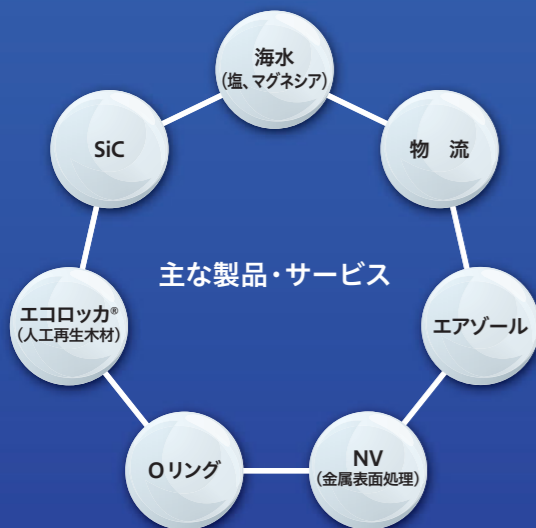 海水
(塩、マグネシア)
SiC
物　流
主な製品・サービス
エコロッカ®
(人工再生木材)
エアゾール
Oリング
NV
(金属表面処理)